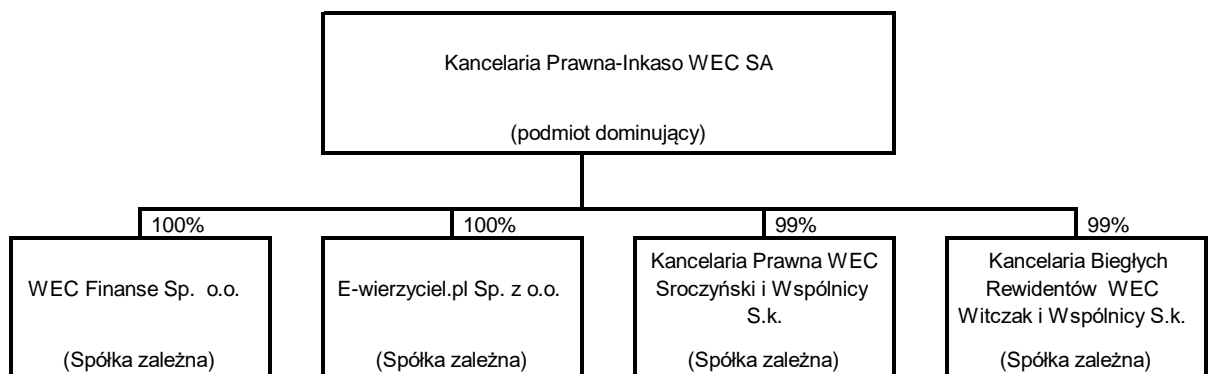 Kancelaria Prawna-Inkaso WEC SA
(podmiot dominujący)
100%
100%
99%
99%
WEC Finanse Sp. o.o.
(Spółka zależna)
E-wierzyciel.pl Sp. z o.o.
(Spółka zależna)
Kancelaria Prawna WEC
Sroczyński i Wspólnicy
S.k.
(Spółka zależna)
Kancelaria Biegłych
Rewidentów WEC
Witczak i Wspólnicy S.k.
(Spółka zależna)